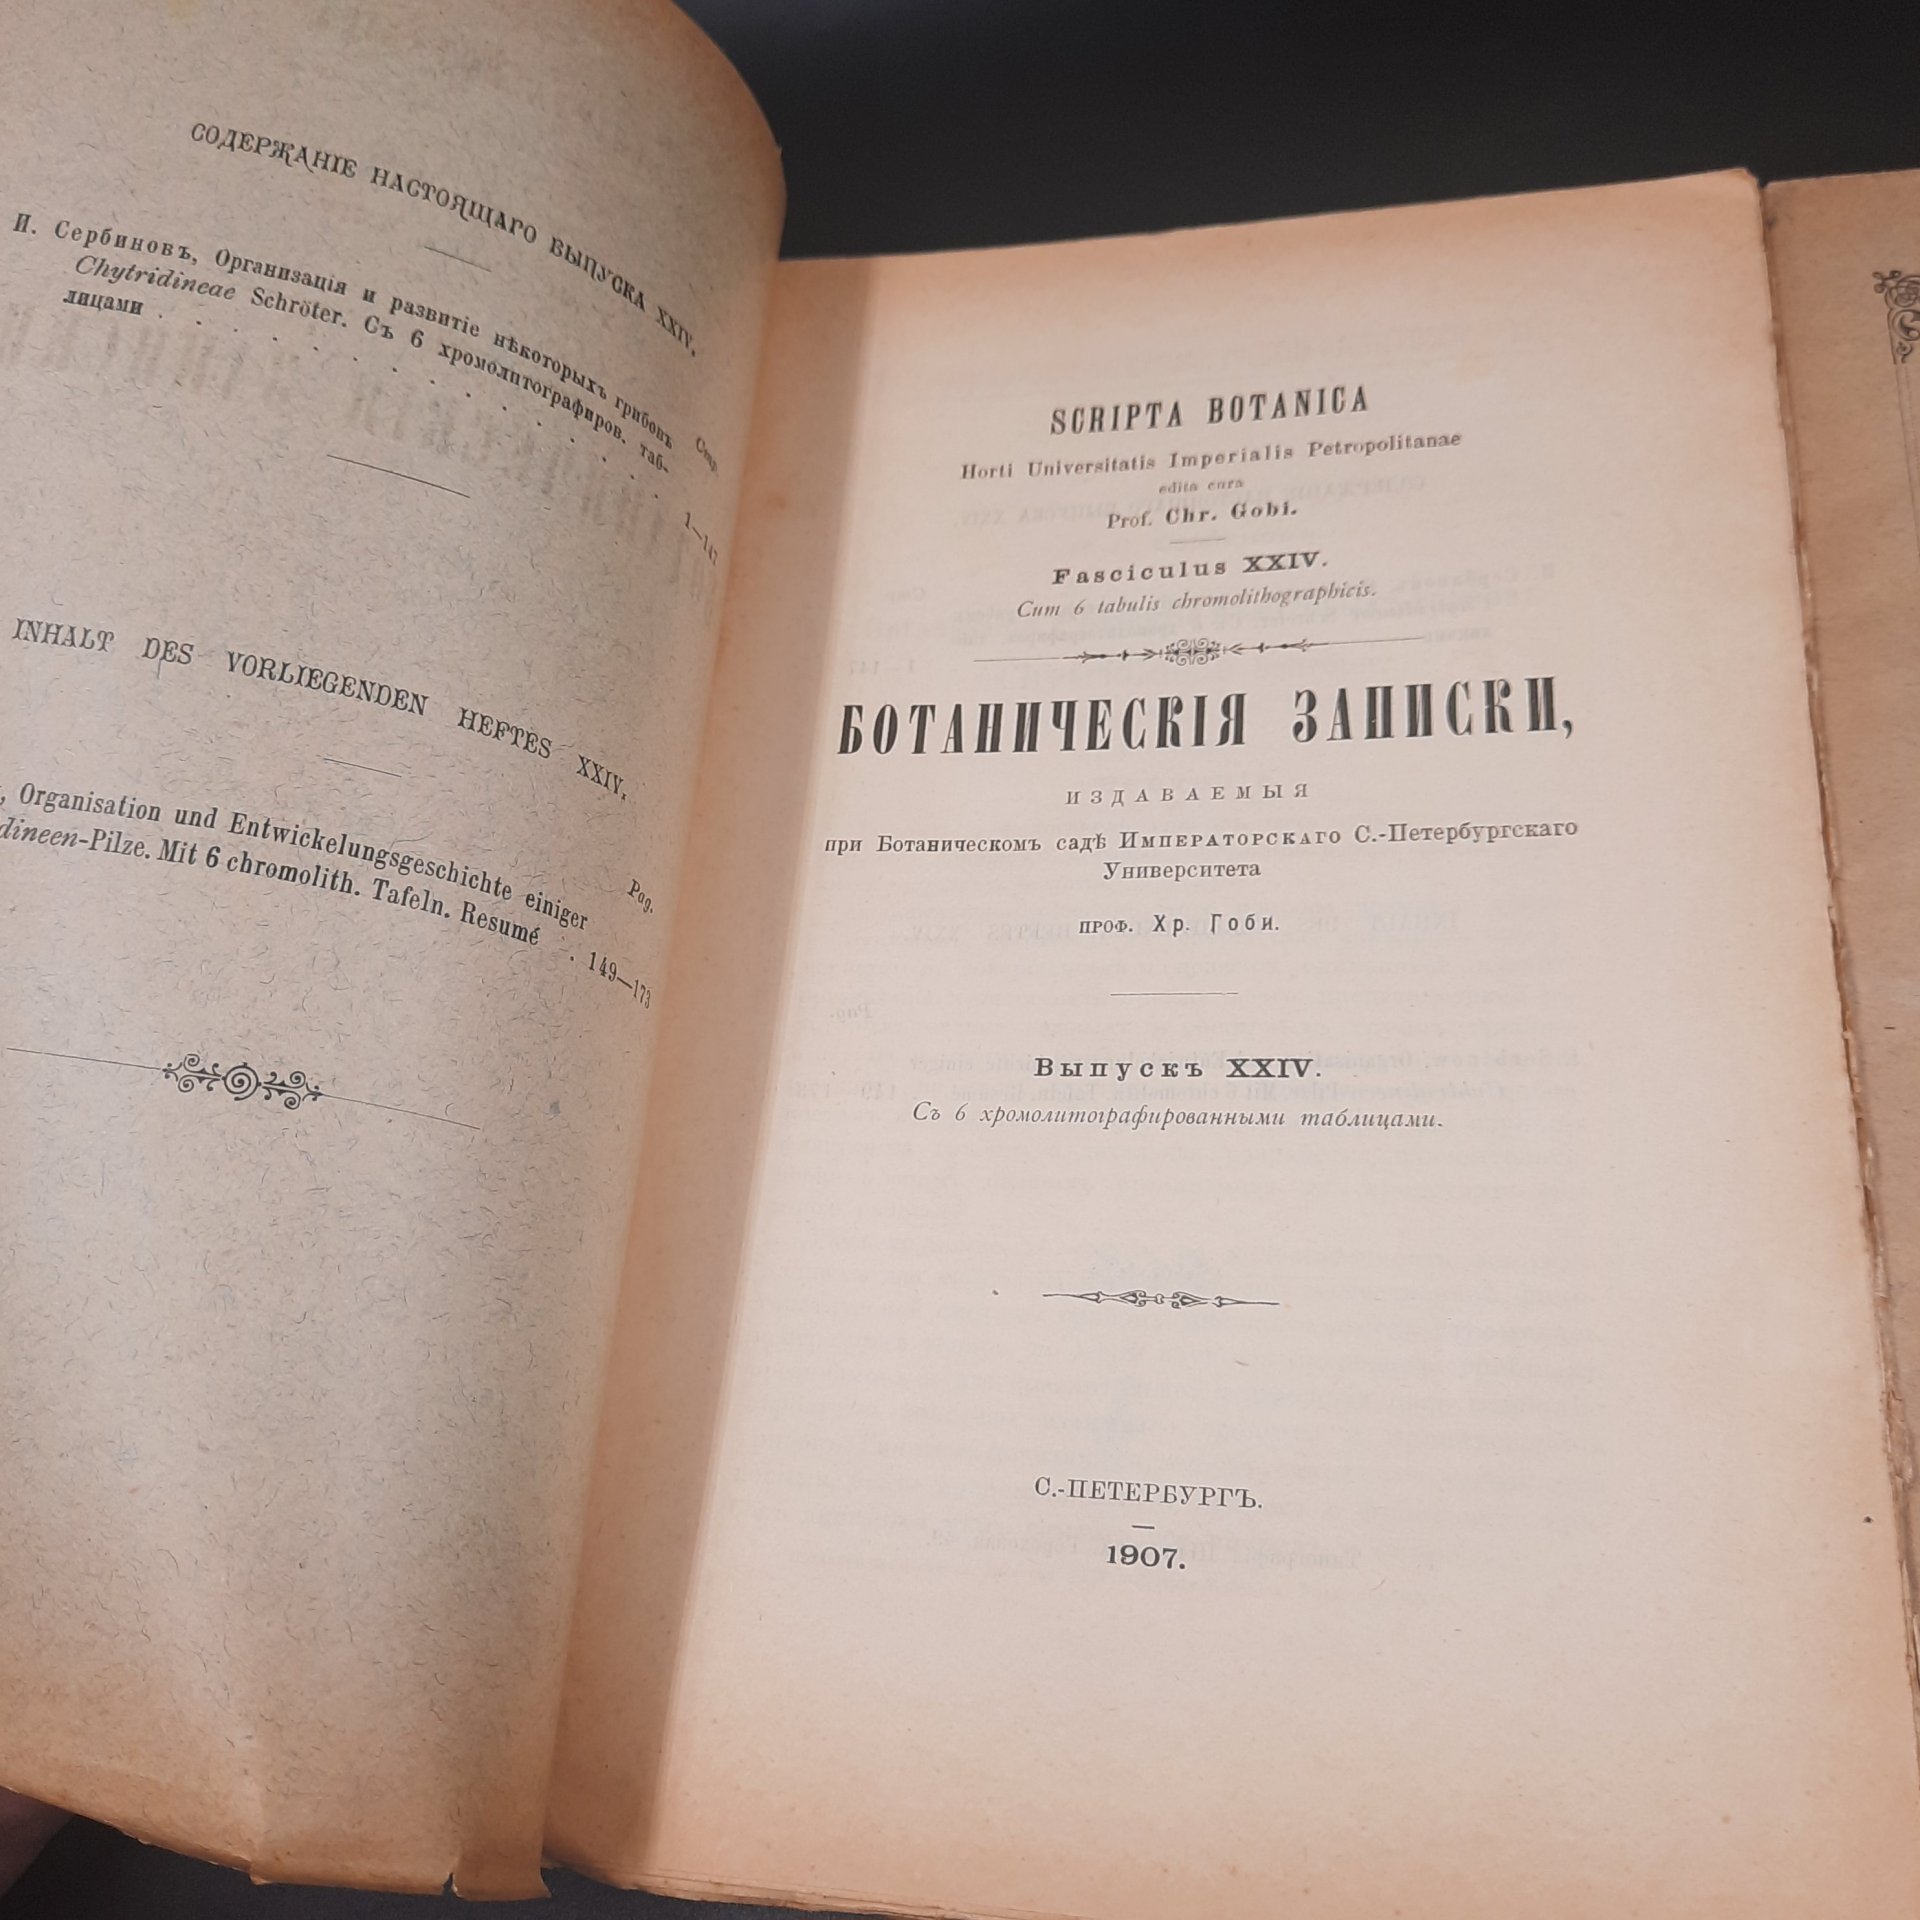 СОДЕРЖАНІЕ НАСТОЯЩАГО ВЫПУСКА XXIV.
Стр.
И. Сербиновъ, Организація и развитіе нѣкоторыхъ грибовъ
Chytridineae Schröter. Съ 6 хромолитографиров. таб-
лицами . . . . . . . . . . . 1—147
INHALT DES VORLIEGENDEN HEFTES XXIV.
Pag.
Organisation und Entwickelungsgeschichte einiger
dineen-Pilze. Mit 6 chromolith. Tafeln. Resumé . 149—173
SCRIPTA BOTANICA
Horti Universitatis Imperialis Petropolitanae
edita cura
Prof. Chr. Gobi.
Fasciculus XXIV.
Cum 6 tabulis chromolithographicis.
БОТАНИЧЕСКІЯ ЗАПИСКИ,
ИЗДАВАЕМЫЯ
при Ботаническомъ садѣ ИМПЕРАТОРСКАГО С.-Петербургскаго
Университета
ПРОФ. Хр. Гоби.
Выпускъ XXIV.
Съ 6 хромолитографированными таблицами.
С.-ПЕТЕРБУРГЪ.
1907.